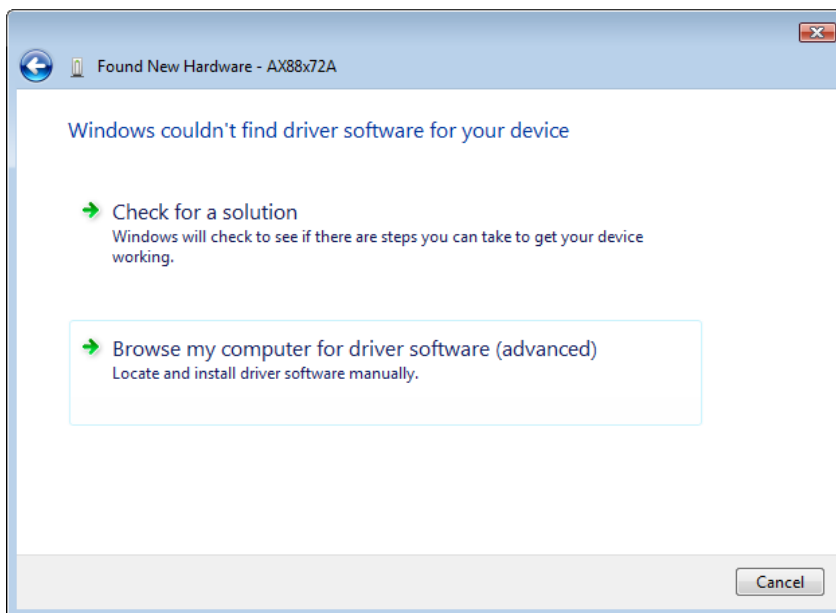 Found New Hardware - AX88x72A
Windows couldn't find driver software for your device
Check for a solution
Windows will check to see if there are steps you can take to get your device
working.
Browse my computer for driver software (advanced)
Locate and install driver software manually.
Cancel